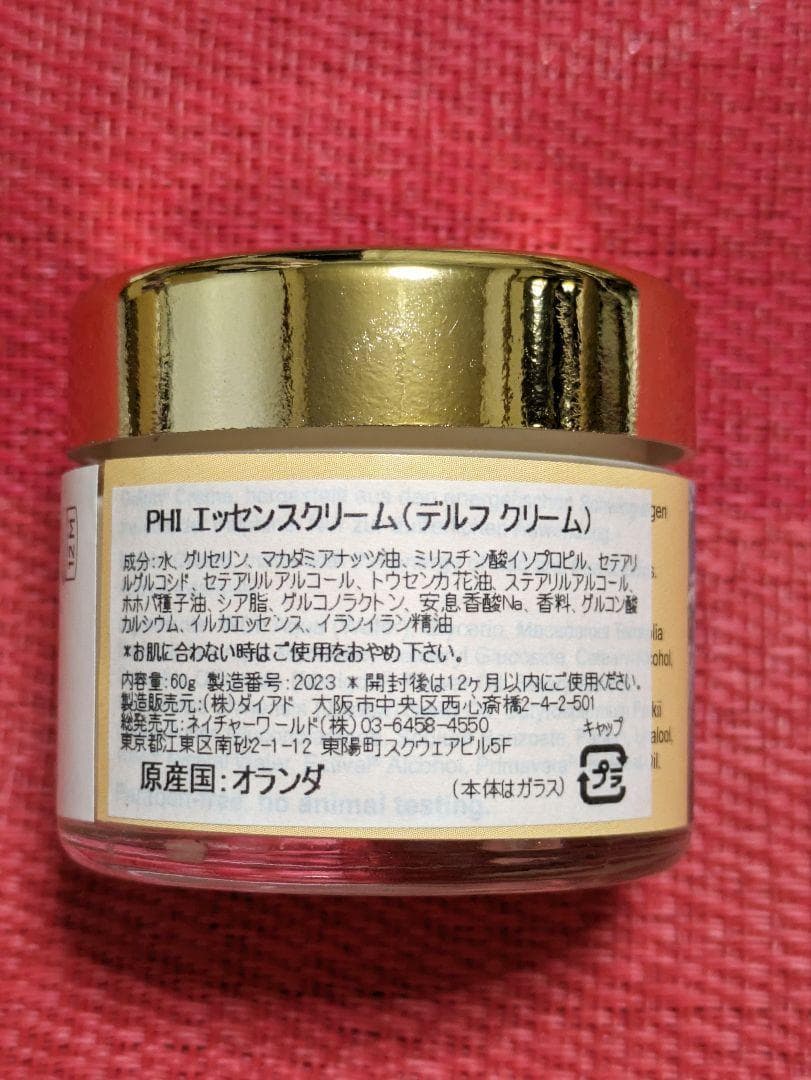 PHI エッセンスクリーム(デルフ クリーム)
成分:水、グリセリン、マカダミアナッツ油、ミリスチン酸イソプロピル、セテアリ
ルグルコシド、セテアリルアルコール、トウセンカ花油、ステアリルアルコール、
ホホバ種子油、シア脂、グルコノラクトン、安息香酸Na、香料、グルコン酸
カルシウム、イルカエッセンス、イランイラン精油
*お肌に合わない時はご使用をおやめ下さい。
内容量:60g 製造番号:2023 *開封後は12ヶ月以内にご使用ください。
製造販売元:(株)ダイアド 大阪市中央区西心斎橋2-4-2-501
総発売元:ネイチャーワールド(株)03-6458-4550
東京都江東区南砂2-1-12 東陽町スクウェアビル5F
キャップ
プラ
原産国:オランダ
(本体はガラス)
12M
no animal testing.